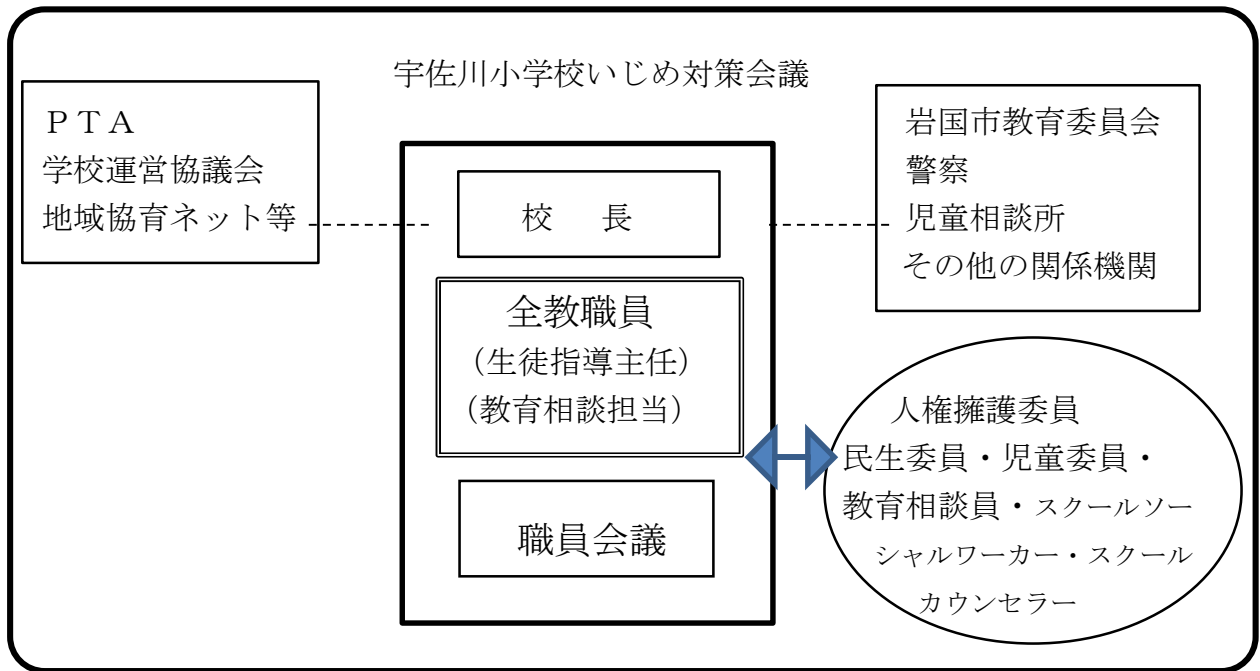 宇佐川小学校いじめ対策会議
ＰＴＡ
学校運営協議会
地域協育ネット等
校　長
全教職員
（生徒指導主任）
（教育相談担当）
職員会議
岩国市教育委員会
警察
児童相談所
その他の関係機関
人権擁護委員
民生委員・児童委員・
教育相談員・スクールソー
シャルワーカー・スクール
カウンセラー